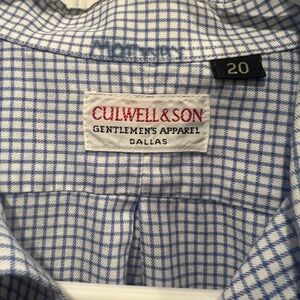 20
CULWELL & SON
GENTLEMEN'S APPAREL
DALLAS